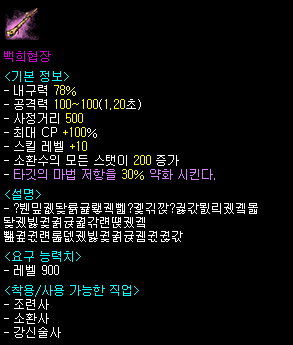 백회협장
<기본 정보>
- 내구력 78%
- 공격력 100~100(1,20초)
- 사정거리 500
- 최대 CP +100%
- 스킬 레벨 +10
- 소환수의 모든 스탯이 200 증가
- 타깃의 마법 저항을 30% 약화 시킨다.
<설명>
<요구 능력치>
- 레벨 900
<착용/사용 가능한 직업>
- 조련사
- 소환사
- 강신술사